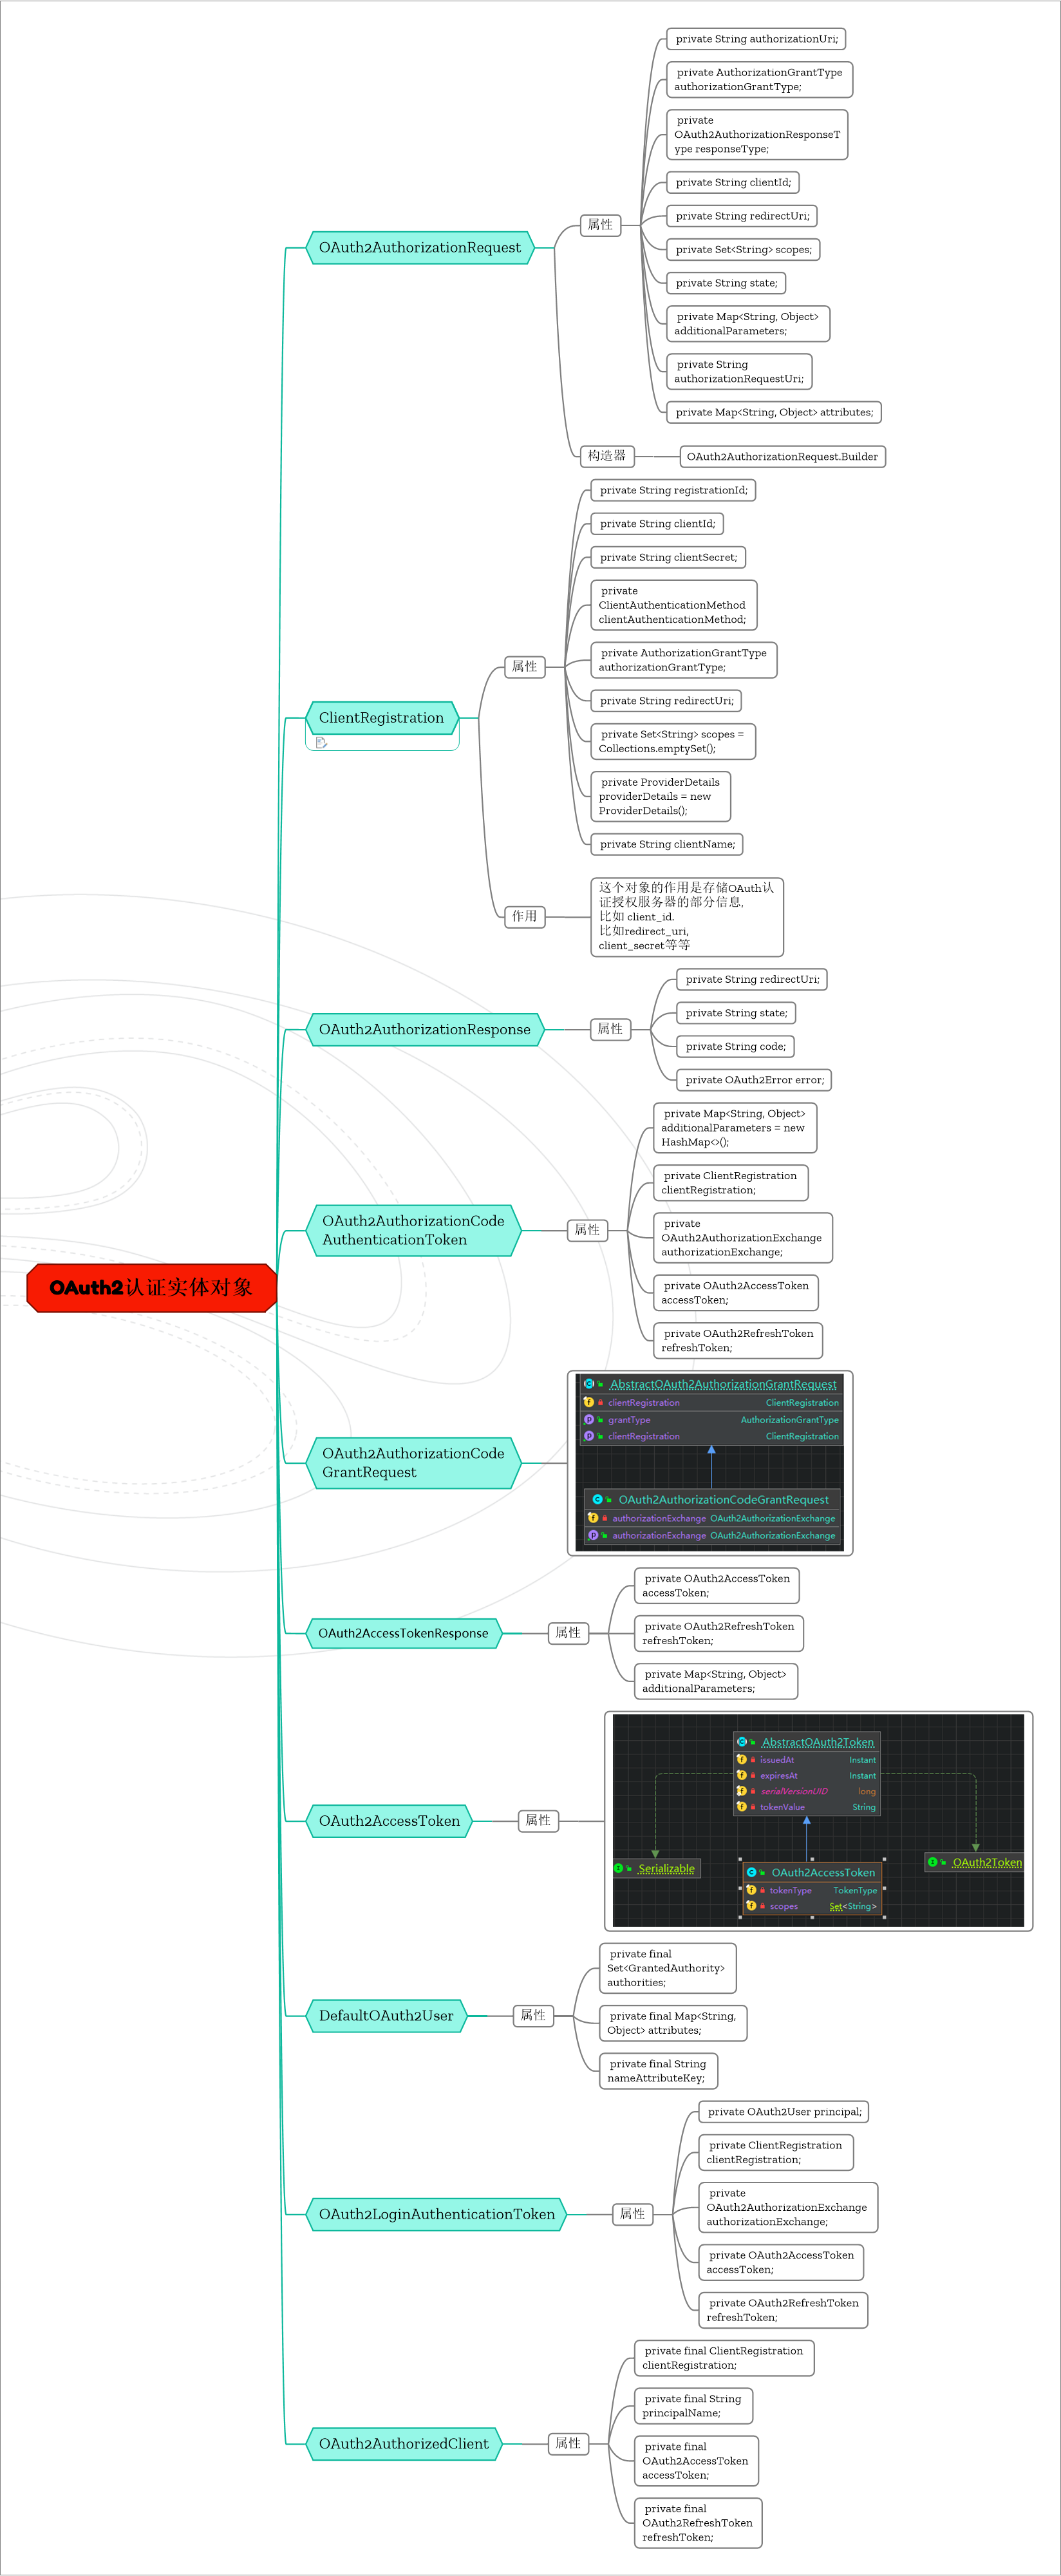 OAuth2认证实体对象
OAuth2AuthorizationRequest
属性
private String authorizationUri;
private AuthorizationGrantType
authorizationGrantType;
private
OAuth2AuthorizationResponseT
ype responseType;
private String clientId;
private String redirectUri;
private Set<String> scopes;
private String state;
private Map<String, Object>
additionalParameters;
private String
authorizationRequestUri;
private Map<String, Object> attributes;
构造器
OAuth2AuthorizationRequest.Builder
ClientRegistration
属性
private String registrationId;
private String clientId;
private String clientSecret;
private
ClientAuthenticationMethod
clientAuthenticationMethod;
private AuthorizationGrantType
authorizationGrantType;
private String redirectUri;
private Set<String> scopes =
Collections.emptySet();
private ProviderDetails
providerDetails = new
ProviderDetails();
private String clientName;
作用
这个对象的作用是存储OAuth认
证授权服务器的部分信息,
比如l client_id.
比如lredirect_uri,
client_secret等等
OAuth2AuthorizationResponse
属性
private String redirectUri;
private String state;
private String code;
private OAuth2Error error;
OAuth2AuthorizationCode
AuthenticationToken
属性
private Map<String, Object>
additionalParameters = new
HashMap<>();
private ClientRegistration
clientRegistration;
private
OAuth2AuthorizationExchange
authorizationExchange;
private OAuth2AccessToken
accessToken;
private OAuth2RefreshToken
refreshToken;
OAuth2AuthorizationCode
GrantRequest
AbstractOAuth2AuthorizationGrantRequest
clientRegistration ClientRegistration
grantType AuthorizationGrantType
clientRegistration ClientRegistration
OAuth2AuthorizationCodeGrantRequest
authorizationExchange OAuth2AuthorizationExchange
authorizationExchange OAuth2AuthorizationExchange
OAuth2AccessTokenResponse
属性
private OAuth2AccessToken
accessToken;
private OAuth2RefreshToken
refreshToken;
private Map<String, Object>
additionalParameters;
OAuth2AccessToken
属性
AbstractOAuth2Token
issuedAt Instant
expiresAt Instant
serialVersionUID long
tokenValue String
Serializable
OAuth2Token
OAuth2AccessToken
tokenType TokenType
scopes Set<String>
DefaultOAuth2User
属性
private final
Set<GrantedAuthority>
authorities;
private final Map<String,
Object> attributes;
private final String
nameAttributeKey;
OAuth2LoginAuthenticationToken
属性
private OAuth2User principal;
private ClientRegistration
clientRegistration;
private
OAuth2AuthorizationExchange
authorizationExchange;
private OAuth2AccessToken
accessToken;
private OAuth2RefreshToken
refreshToken;
OAuth2AuthorizedClient
属性
private final ClientRegistration
clientRegistration;
private final String
principalName;
private final
OAuth2AccessToken
accessToken;
private final
OAuth2RefreshToken
refreshToken;